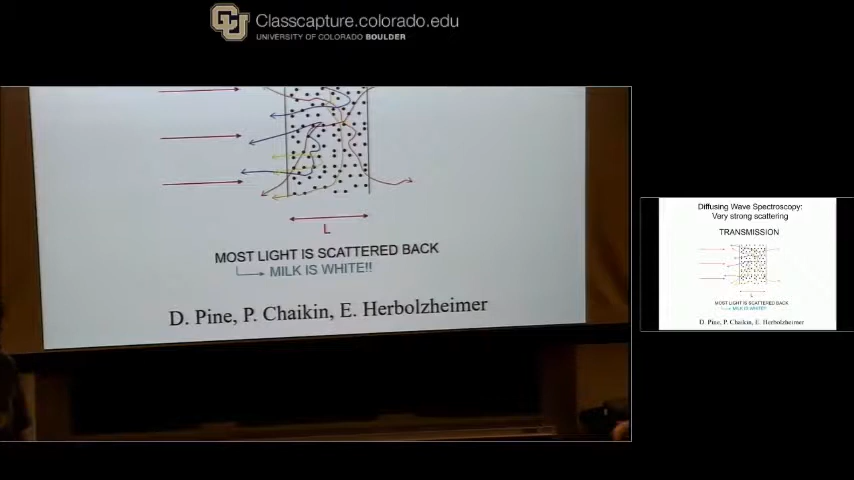 CU
Classcapture.colorado.edu
UNIVERSITY OF COLORADO BOULDER
L
MOST LIGHT IS SCATTERED BACK
MILK IS WHITE!!
D. Pine, P. Chaikin, E. Herbolzheimer
Diffusing Wave Spectroscopy:
Very strong scattering
TRANSMISSION
L
MOST LIGHT IS SCATTERED BACK
MILK IS WHITE!!
D. Pine, P. Chaikin, E. Herbolzheimer